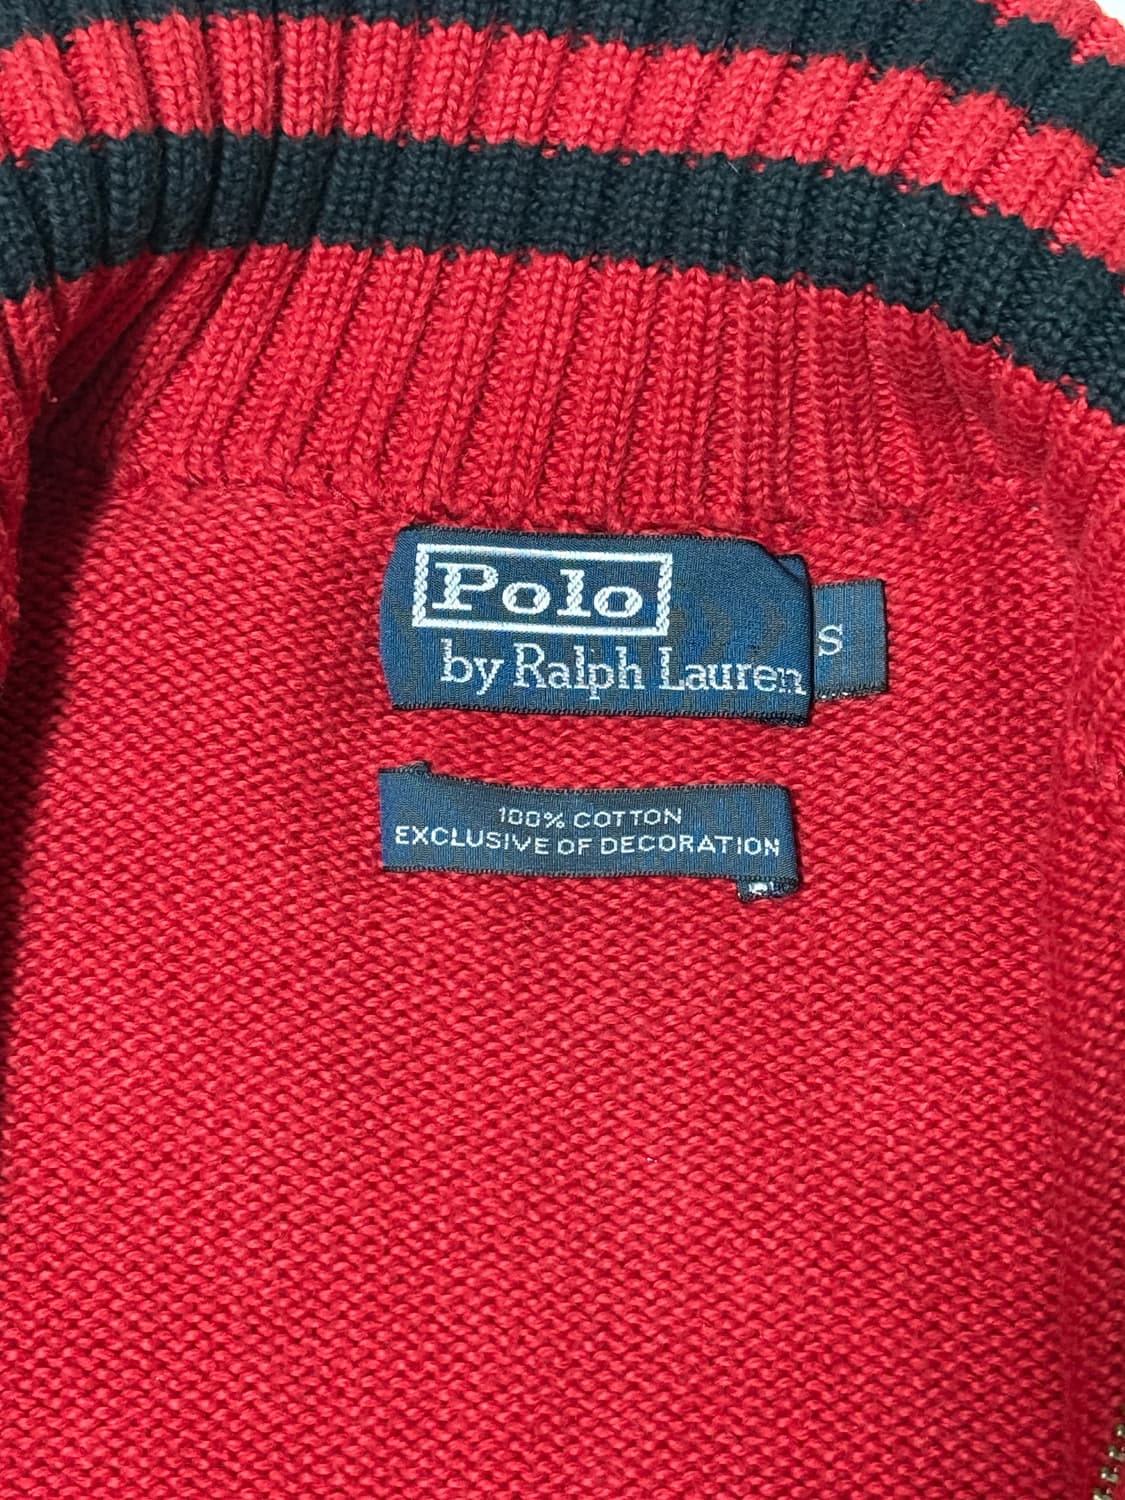 Polo
by Ralph Lauren
S
100% COTTON
EXCLUSIVE OF DECORATION